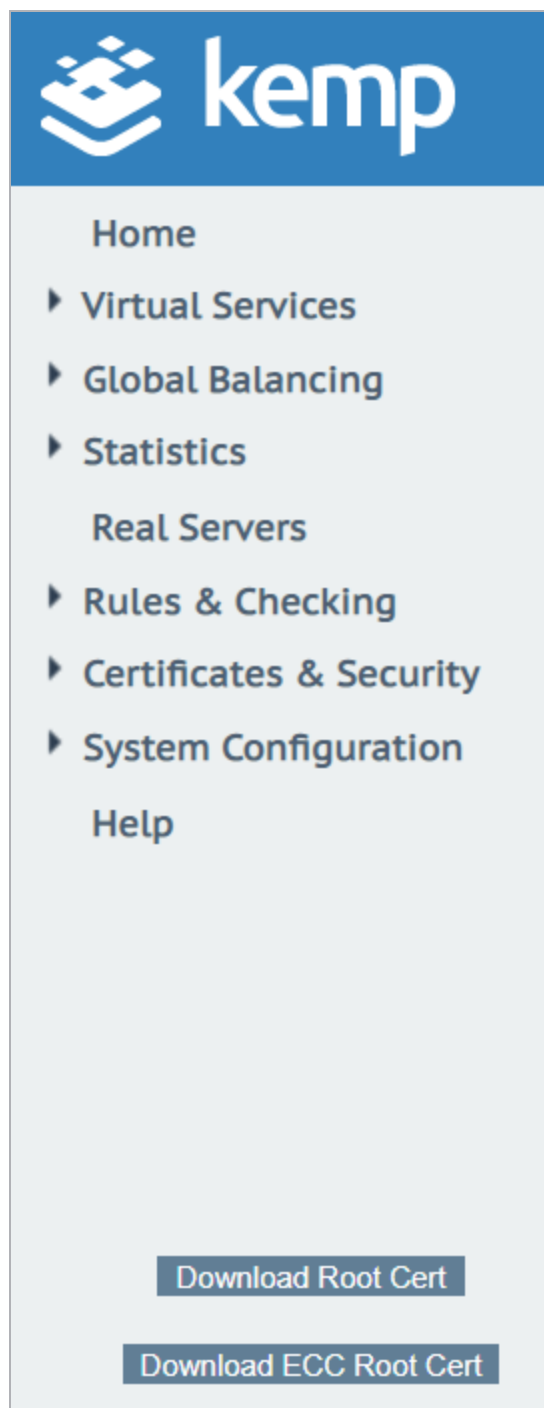 kemp
Home
Virtual Services
Global Balancing
Statistics
Real Servers
Rules & Checking
Certificates & Security
System Configuration
Help
Download Root Cert
Download ECC Root Cert